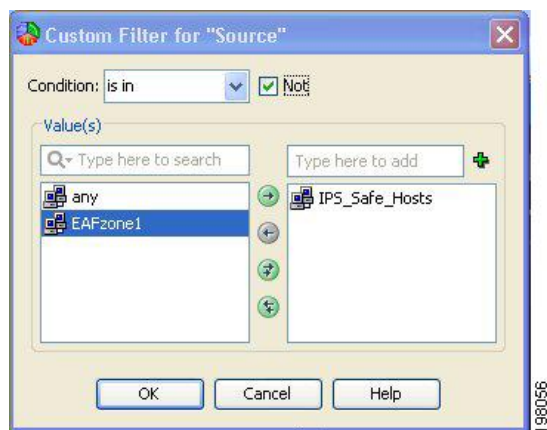 Custom Filter for "Source"
Condition: is in Not
Value(s)
Type here to search Type here to add
any IPS_Safe_Hosts
EAFzone1
OK Cancel Help
198056